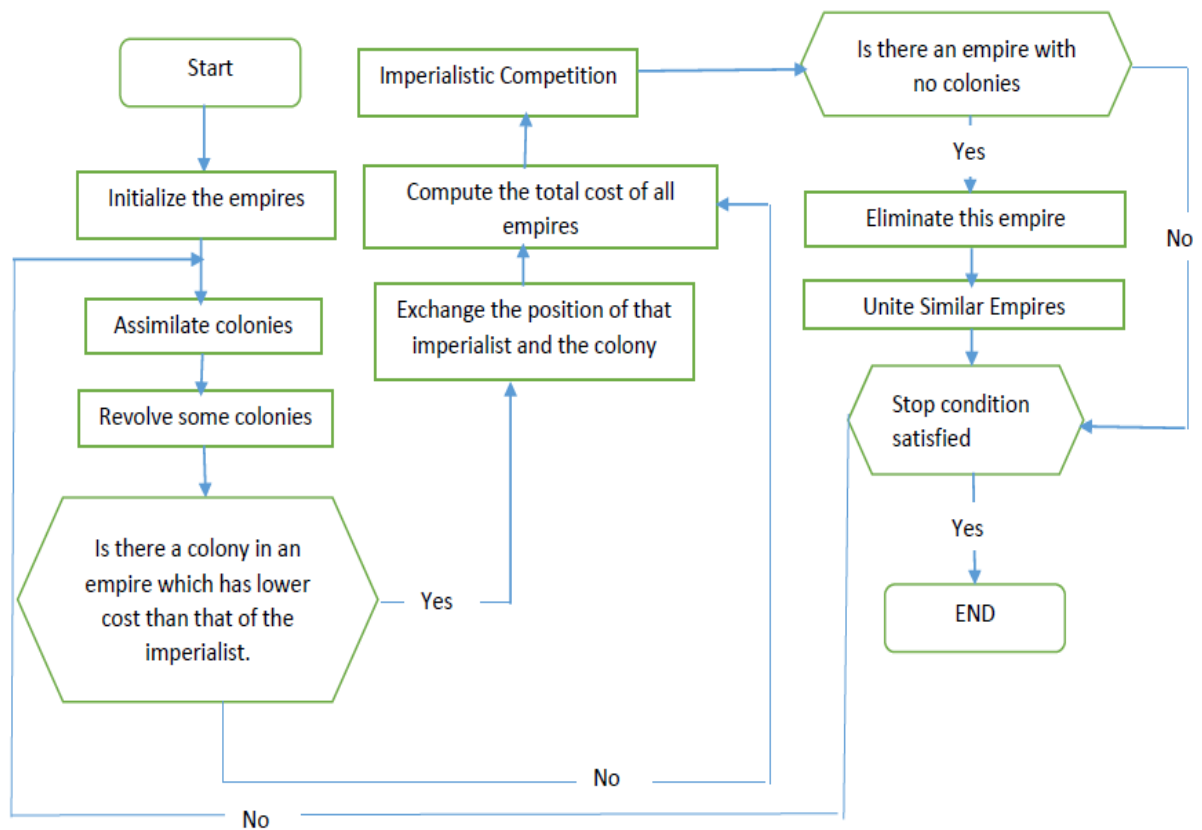 Start
Initialize the empires
Assimilate colonies
Revolve some colonies
Is there a colony in an
empire which has lower
cost than that of the
imperialist.
Yes
No
No
Exchange the position of that
imperialist and the colony
Compute the total cost of all
empires
Imperialistic Competition
Is there an empire with
no colonies
Yes
No
Eliminate this empire
Unite Similar Empires
Stop condition
satisfied
Yes
END